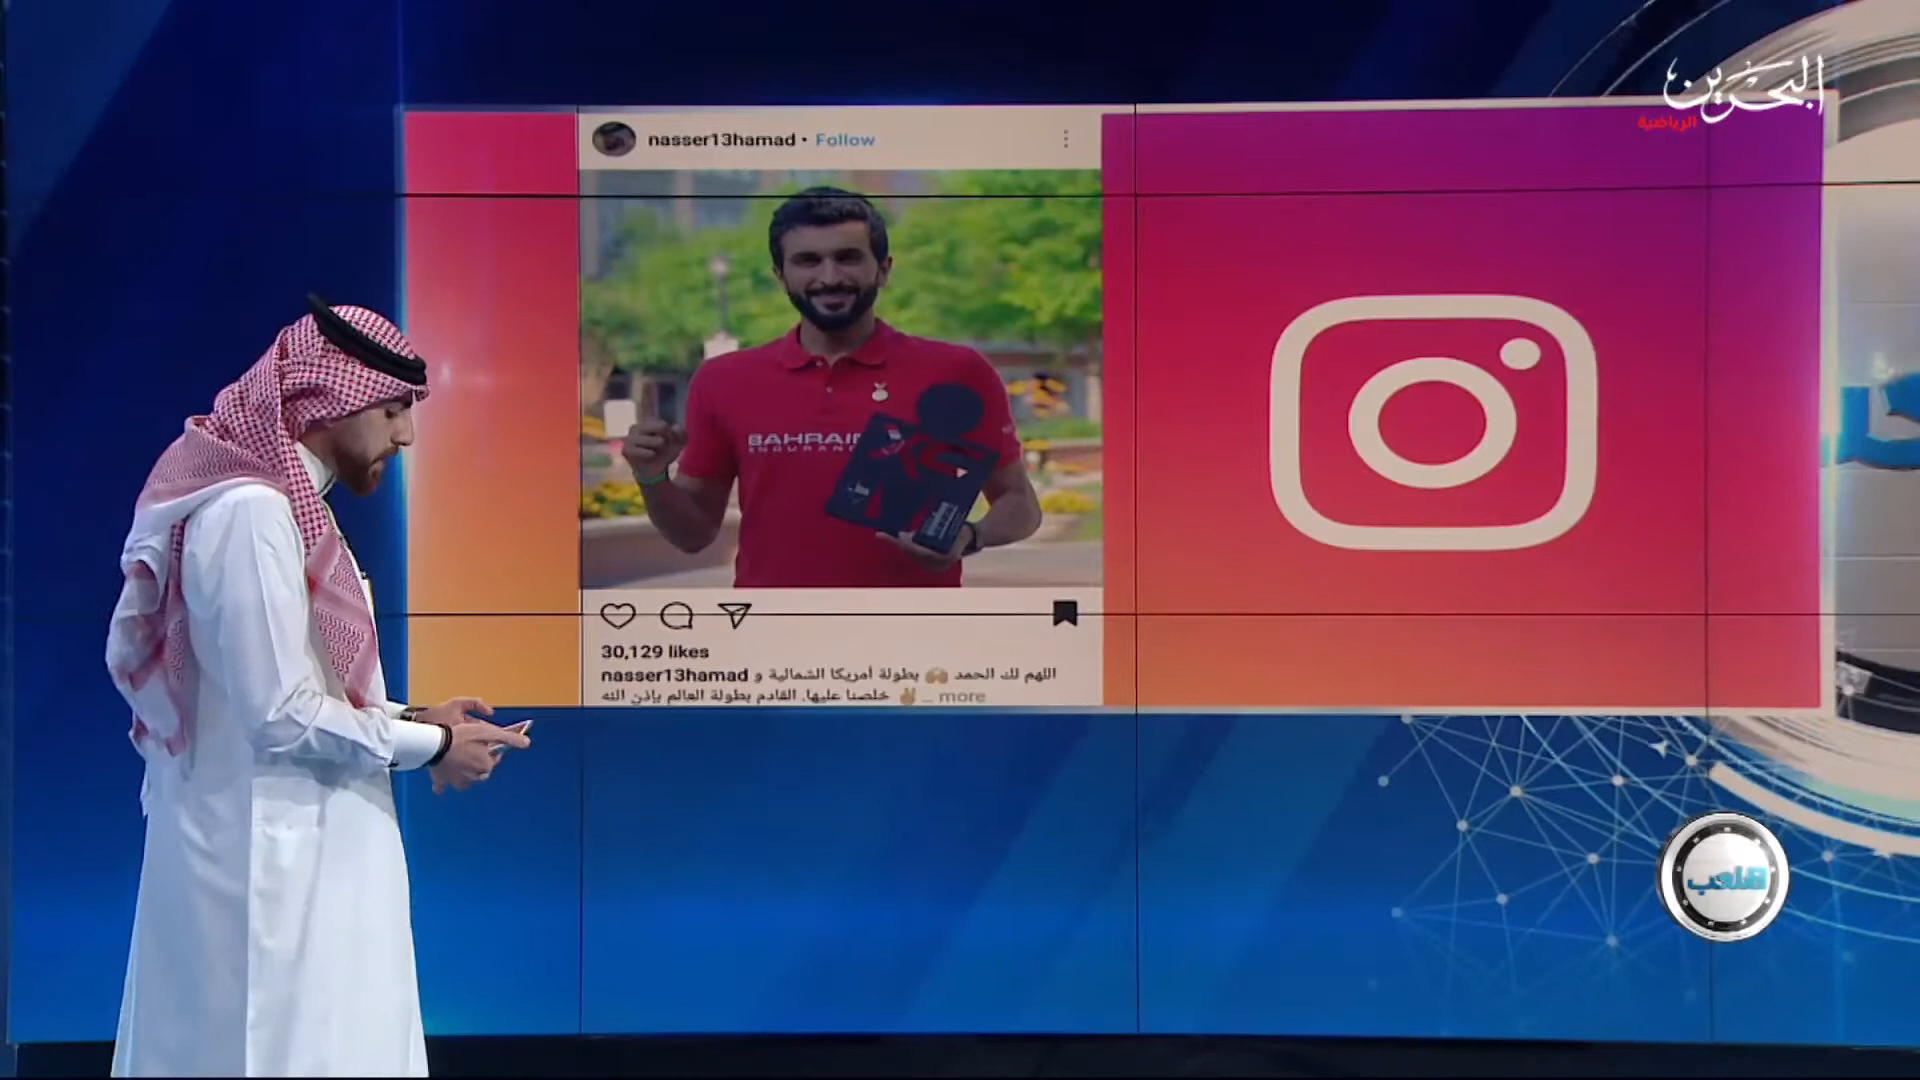 البحرين
الرياضية
nasser13hamad • Follow
BAHRAIN
ENDURANCE
30,129 likes
nasser13hamad اللهم لك الحمد 🙌 بطولة أمريكا الشمالية و
خلصنا عليها. القادم بطولة العالم بإذن الله ✌️ ... more
ملعب